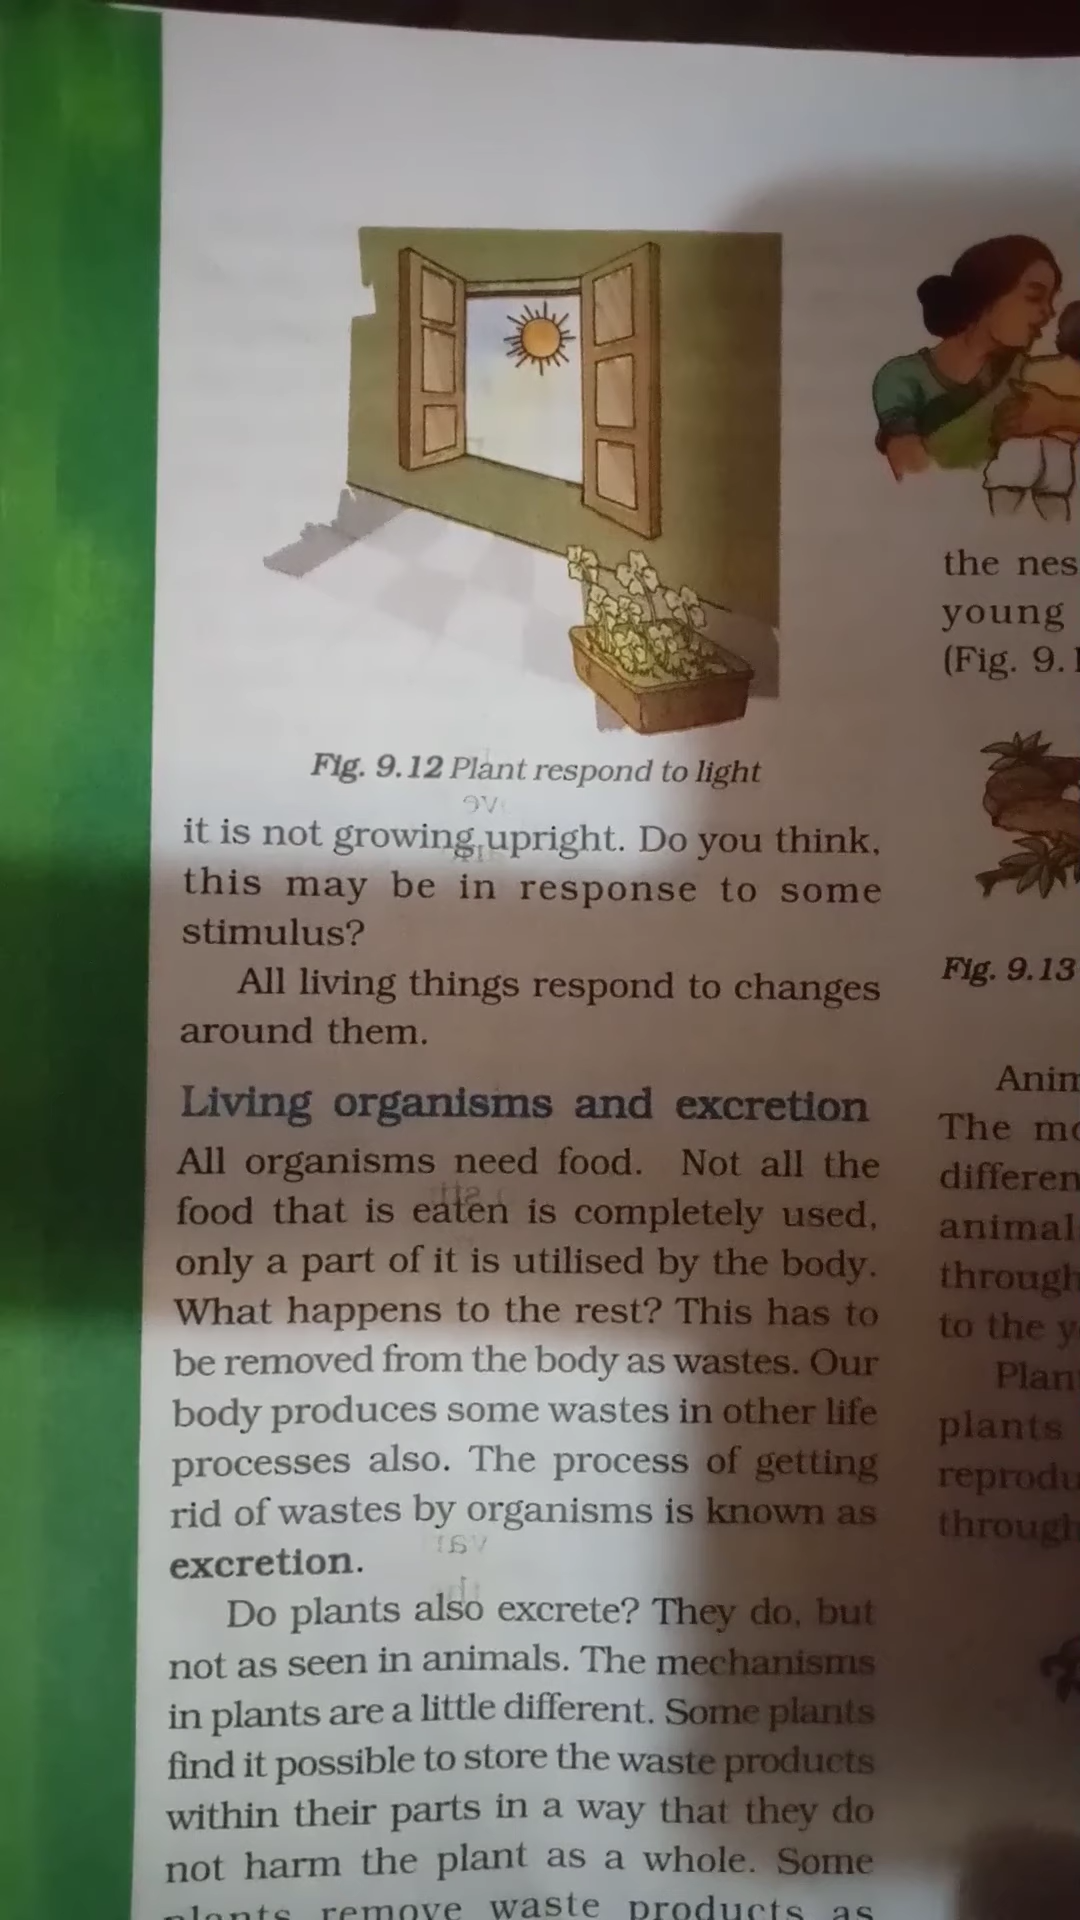 Fig. 9.12 Plant respond to light
it is not growing upright. Do you think,
this may be in response to some
stimulus?
All living things respond to changes
around them.
Living organisms and excretion
All organisms need food. Not all the
food that is eaten is completely used,
only a part of it is utilised by the body.
What happens to the rest? This has to
be removed from the body as wastes. Our
body produces some wastes in other life
processes also. The process of getting
rid of wastes by organisms is known as
excretion.
Do plants also excrete? They do, but
not as seen in animals. The mechanisms
in plants are a little different. Some plants
find it possible to store the waste products
within their parts in a way that they do
not harm the plant as a whole. Some
plants remove waste products as
the
young
(Fig. 9.
Fig. 9.13
The
to the
plants